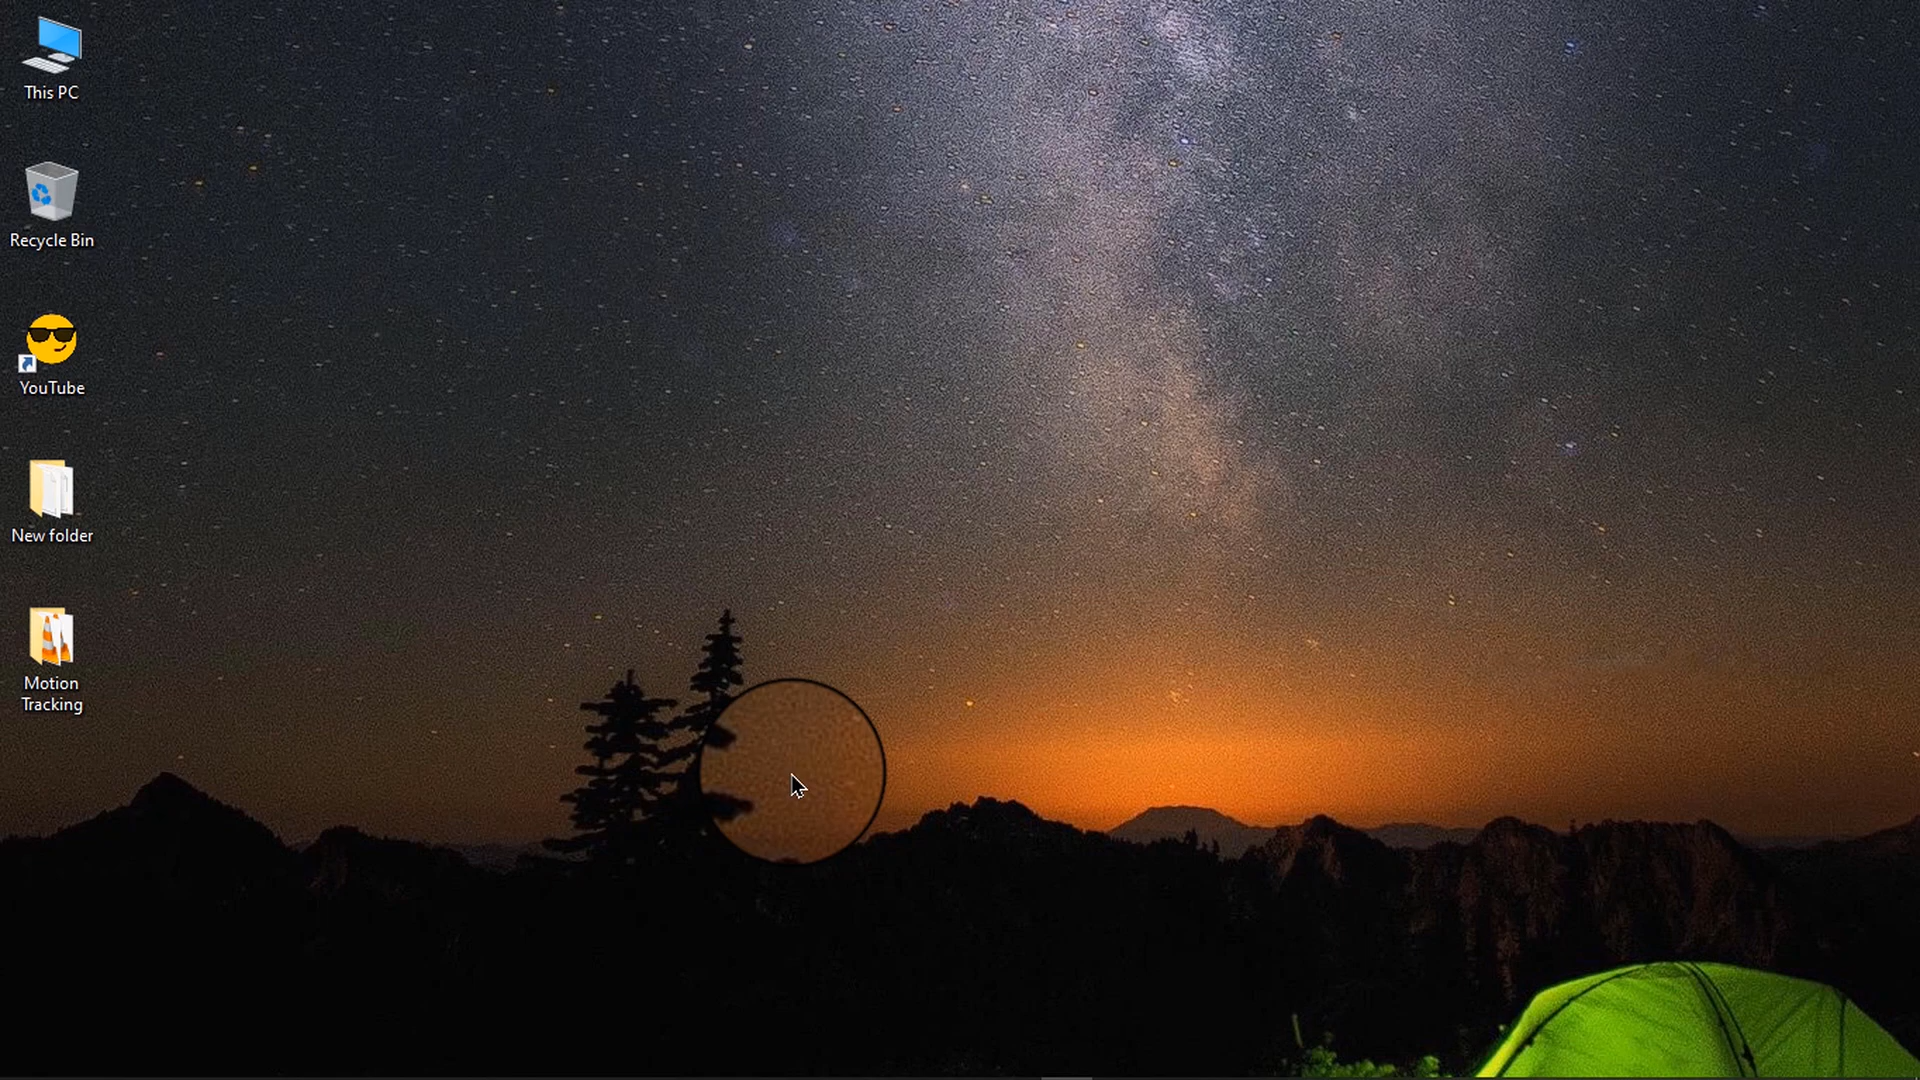 This PC
Recycle Bin
YouTube
New folder
Motion
Tracking